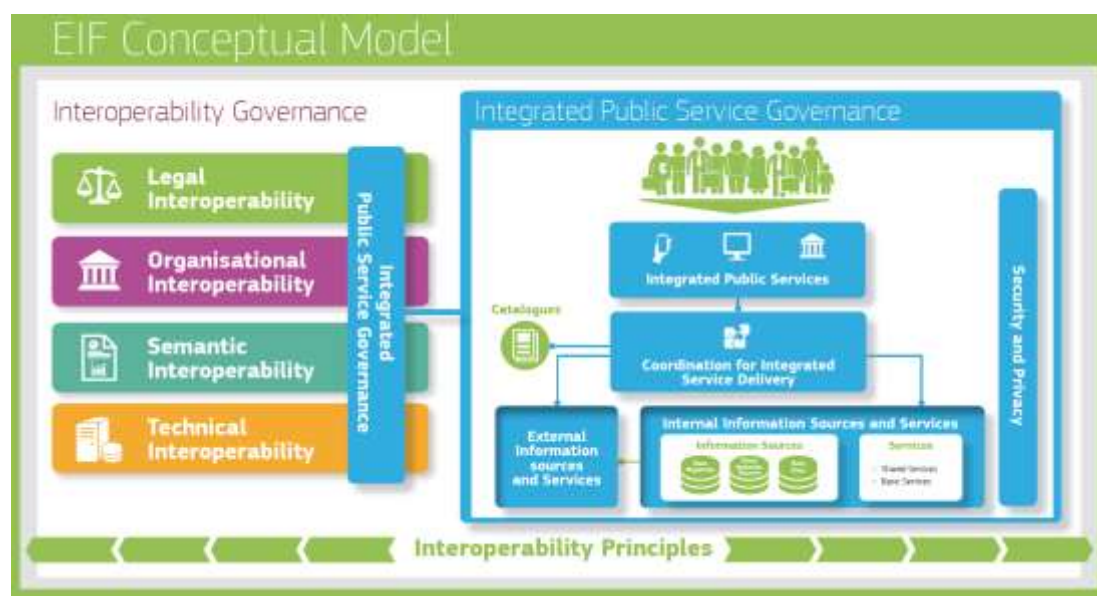 EIF Conceptual Model
Interoperability Governance
Legal
Interoperability
Organisational
Interoperability
Semantic
Interoperability
Technical
Interoperability
Integrated
Public Service Governance
Integrated Public Service Governance
Integrated Public Services
Catalogues
Coordination for Integrated
Service Delivery
External
Information
sources
and Services
Internal Information Sources and Services
Information Sources
Services
- Shared Services
- Base Services
Security and Privacy
Interoperability Principles